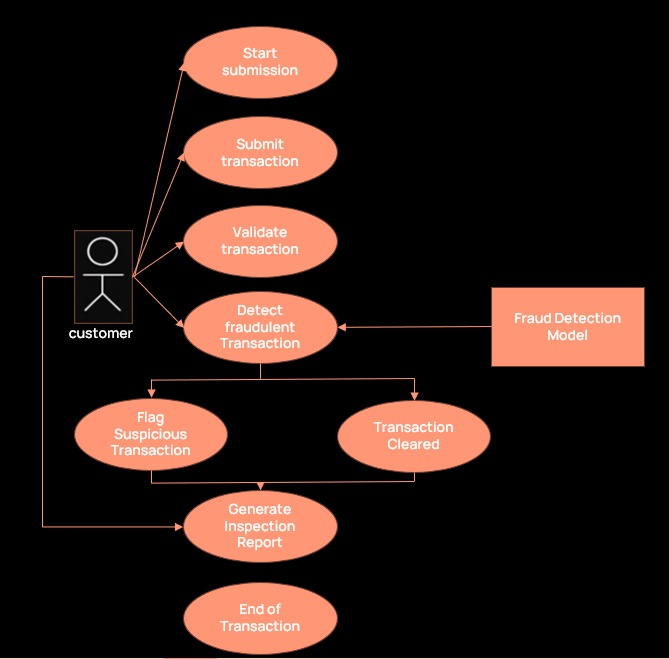 Start
submission
Submit
transaction
Validate
transaction
customer
Detect
fraudulent
Transaction
Fraud Detection
Model
Flag
Suspicious
Transaction
Transaction
Cleared
Generate
Inspection
Report
End of
Transaction